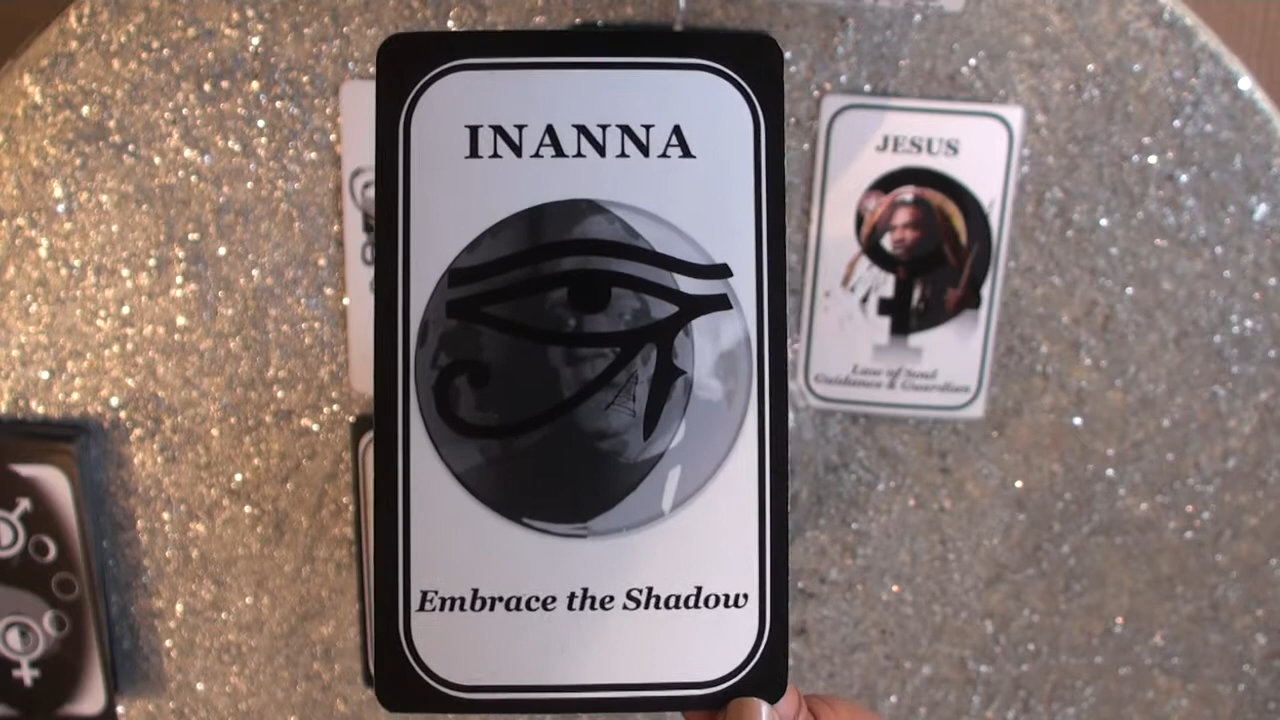 INANNA
Embrace the Shadow
JESUS
Law of Soul
Guidance & Guardian